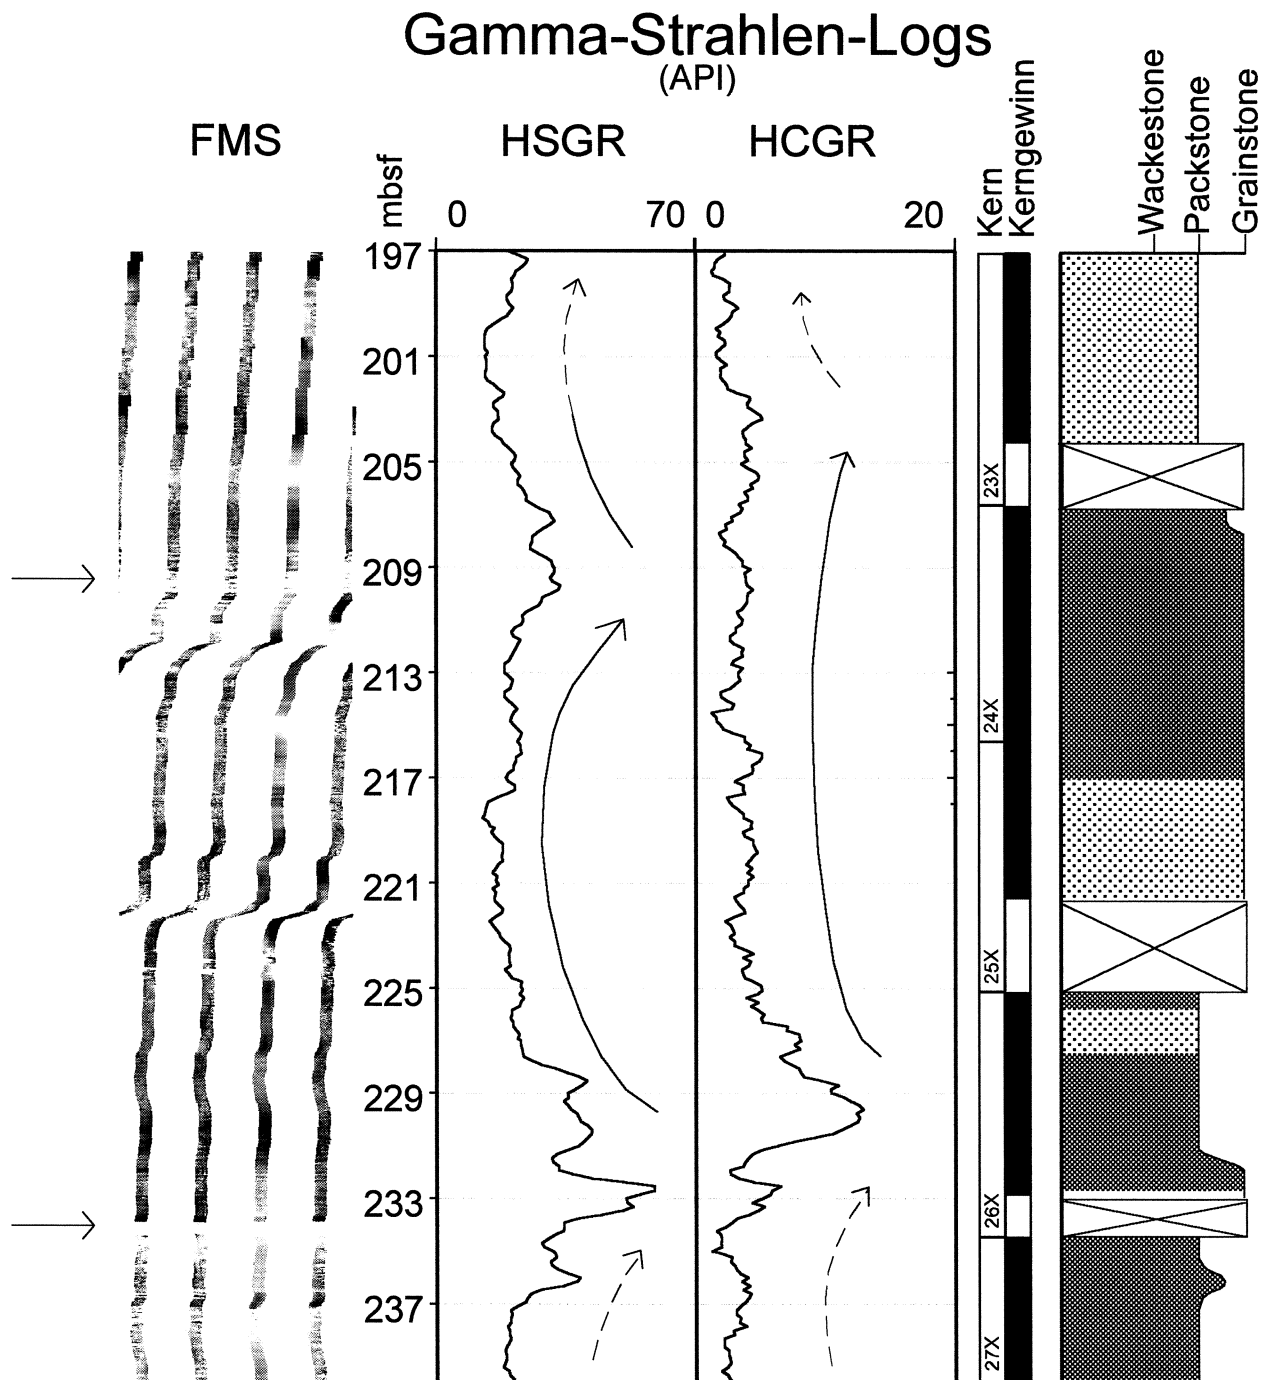 Gamma-Strahlen-Logs
(API)
FMS
mbsf
HSGR
HCGR
Kern
Kerngewinn
Wackestone
Packstone
Grainstone
0 70 0 20
197
201
205
209
213
217
221
225
229
233
237
23X
24X
25X
26X
27X